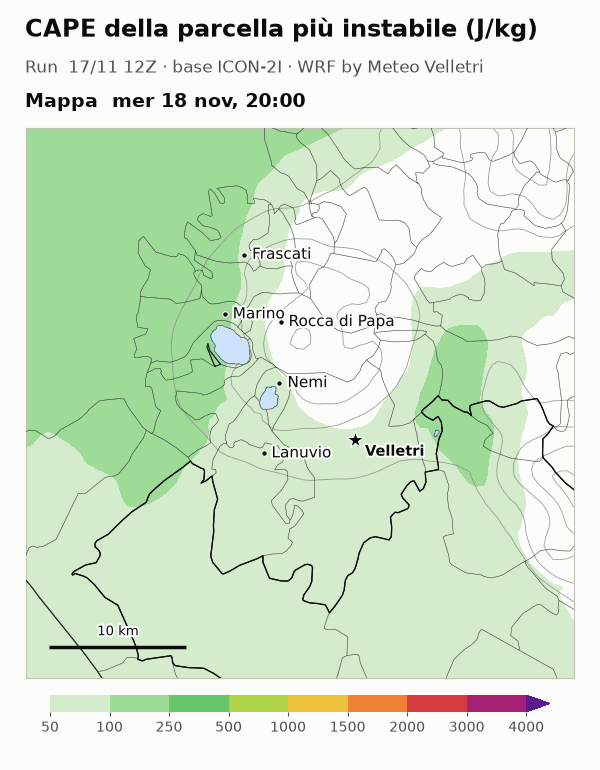 CAPE della parcella più instabile (J/kg)
Run  17/11 12Z · base ICON-2I · WRF by Meteo Velletri
Mappa  mer 18 nov, 20:00
Frascati
Marino
Rocca di Papa
Nemi
Velletri
Lanuvio
10 km
50 100 250 500 1000 1500 2000 3000 4000